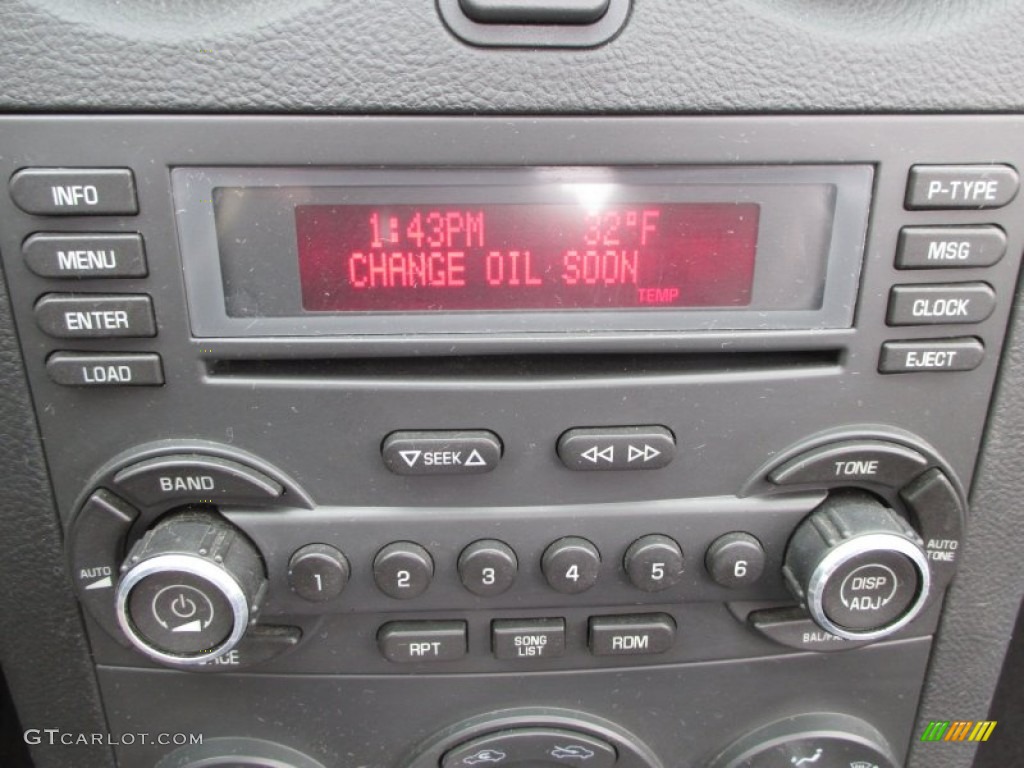 INFO
P-TYPE
1:43PM 32°F
MENU
MSG
CHANGE OIL SOON
TEMP
ENTER
CLOCK
LOAD
EJECT
SEEK
BAND
TONE
AUTO
AUTO
TONE
1 2 3 4 5 6
DISP
ADJ
RPT
SONG
LIST
RDM
GTCARLOT.COM